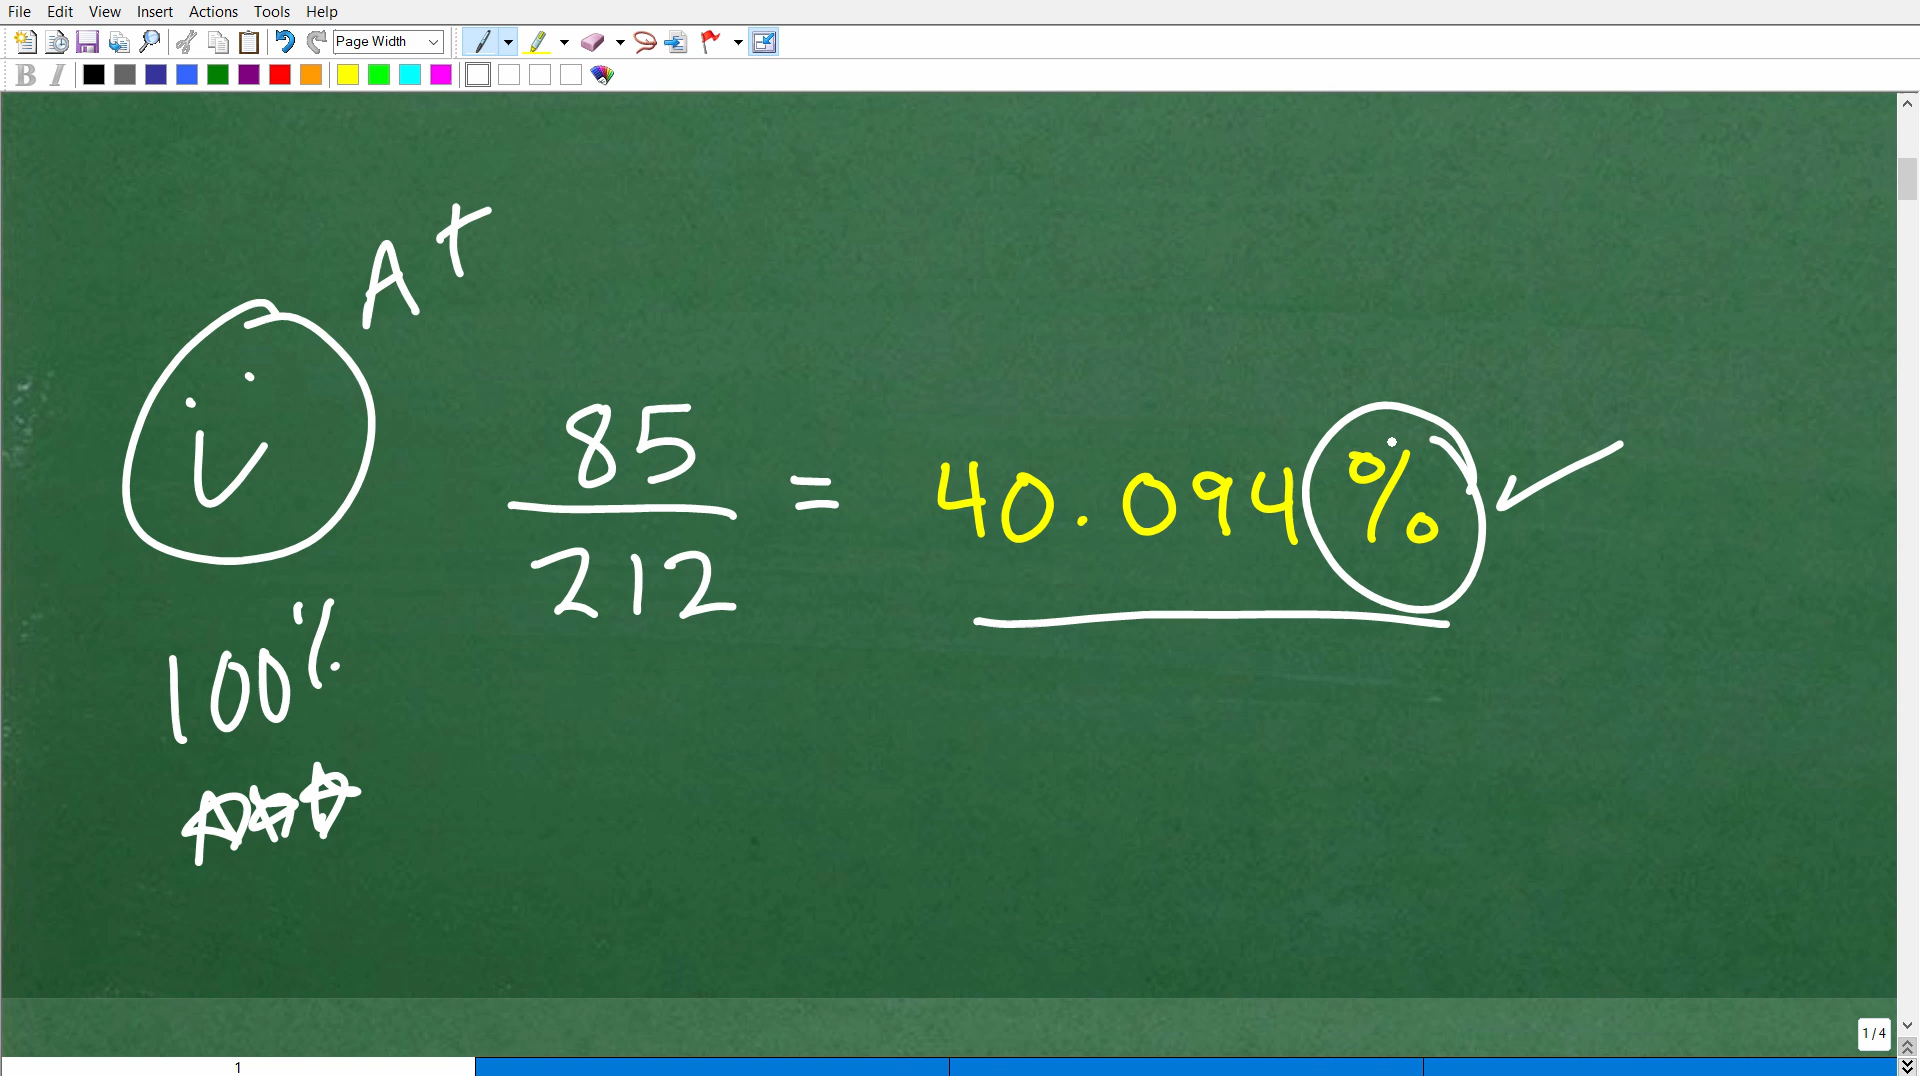 File Edit View Insert Actions Tools Help
Page Width
B I
A+
85
212
= 40.094%
100%
1 / 4
1